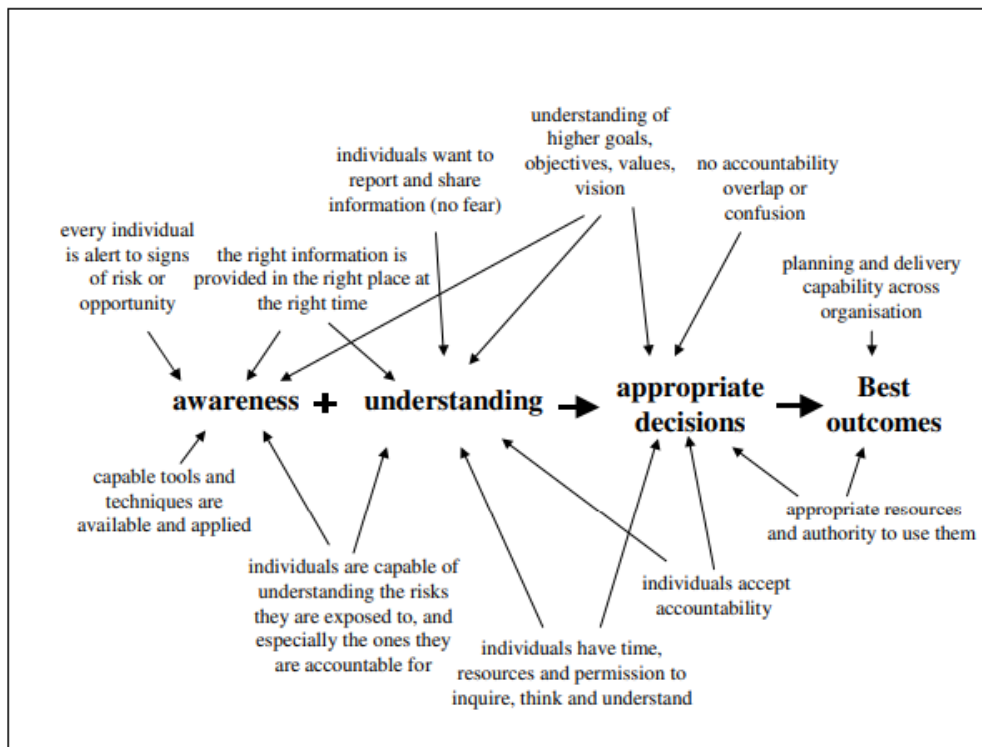 understanding of
higher goals,
objectives, values,
vision
individuals want to
report and share
information (no fear)
no accountability
overlap or
confusion
every individual
is alert to signs
of risk or
opportunity
the right information is
provided in the right place at
the right time
planning and delivery
capability across
organisation
awareness + understanding
appropriate
decisions
Best
outcomes
capable tools and
techniques are
available and applied
appropriate resources
and authority to use them
individuals are capable of
understanding the risks
they are exposed to, and
especially the ones they
are accountable for
individuals accept
accountability
individuals have time,
resources and permission to
inquire, think and understand